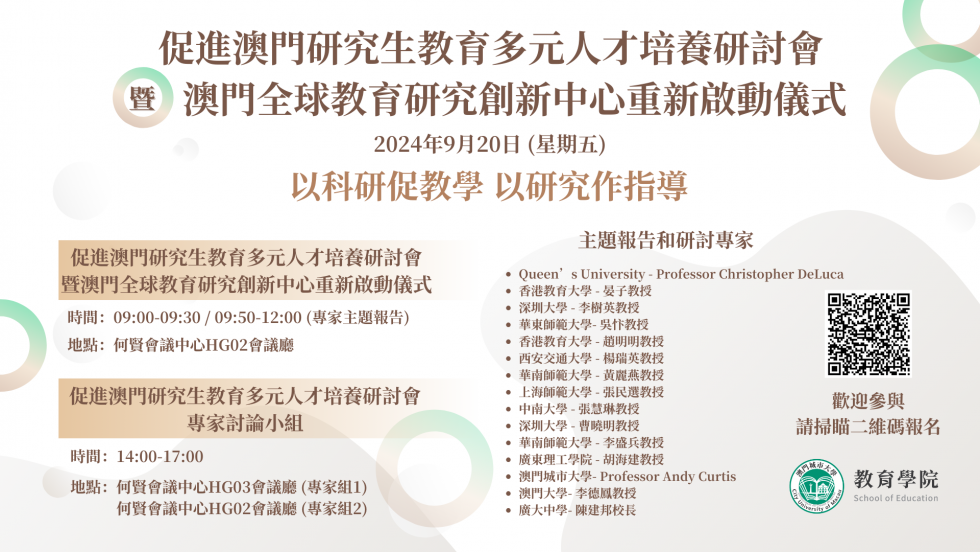 促進澳門研究生教育多元人才培養研討會
暨 澳門全球教育研究創新中心重新啟動儀式
2024年9月20日 (星期五)
以科研促教學 以研究作指導
促進澳門研究生教育多元人才培養研討會
暨澳門全球教育研究創新中心重新啟動儀式
時間：09:00-09:30 / 09:50-12:00 (專家主題報告)
地點：何賢會議中心HG02會議廳
促進澳門研究生教育多元人才培養研討會
專家討論小組
時間：14:00-17:00
地點：何賢會議中心HG03會議廳 (專家組1)
何賢會議中心HG02會議廳 (專家組2)
主題報告和研討專家
• Queen’s University - Professor Christopher DeLuca
• 香港教育大學 - 晏子教授
• 深圳大學 - 李樹英教授
• 華東師範大學- 吳忭教授
• 香港教育大學 - 趙明明教授
• 西安交通大學 - 楊瑞英教授
• 華南師範大學 - 黃麗燕教授
• 上海師範大學 - 張民選教授
• 中南大學 - 張慧琳教授
• 深圳大學 - 曹曉明教授
• 華南師範大學 - 李盛兵教授
• 廣東理工學院 - 胡海建教授
• 澳門城市大學- Professor Andy Curtis
• 澳門大學- 李德鳳教授
• 廣大中學- 陳建邦校長
歡迎參與
請掃瞄二維碼報名
澳門城市大學
City University of Macau
教育學院
School of Education